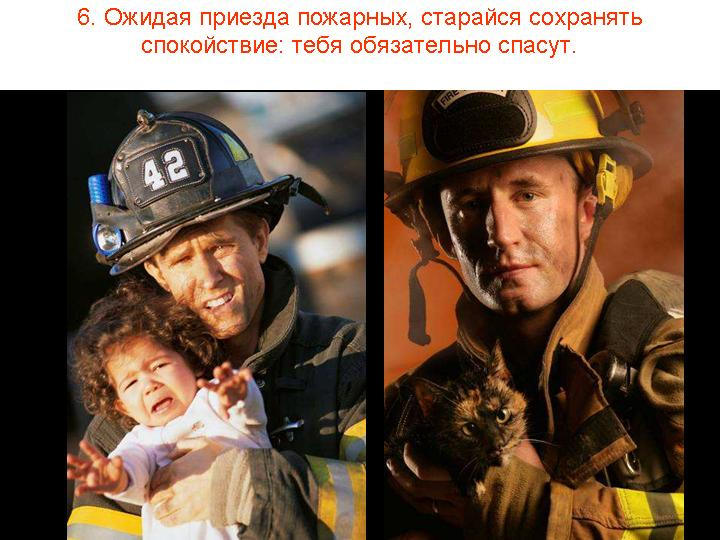 6. Ожидая приезда пожарных, старайся сохранять
спокойствие: тебя обязательно спасут.
42